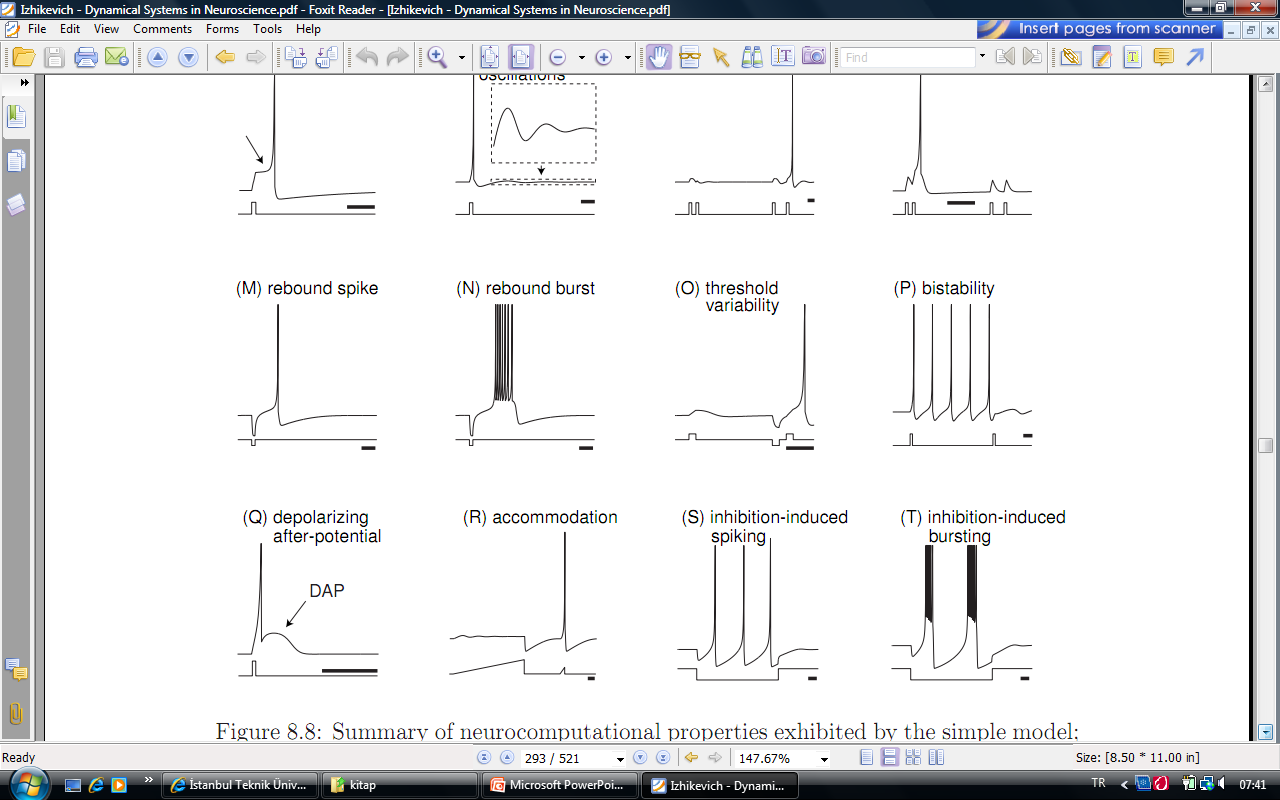 Izhikevich - Dynamical Systems in Neuroscience.pdf - Foxit Reader - [Izhikevich - Dynamical Systems in Neuroscience.pdf]
File Edit View Comments Forms Tools Help
Insert pages from scanner
Find
oscillations
(M) rebound spike
(N) rebound burst
(O) threshold
variability
(P) bistability
(Q) depolarizing
after-potential
DAP
(R) accommodation
(S) inhibition-induced
spiking
(T) inhibition-induced
bursting
Figure 8.8: Summary of neurocomputational properties exhibited by the simple model;
Ready
293 / 521
147.67%
Size: [8.50 * 11.00 in]
İstanbul Teknik Üniv...
kitap
Microsoft PowerPoi...
Izhikevich - Dynami...
TR
07:41